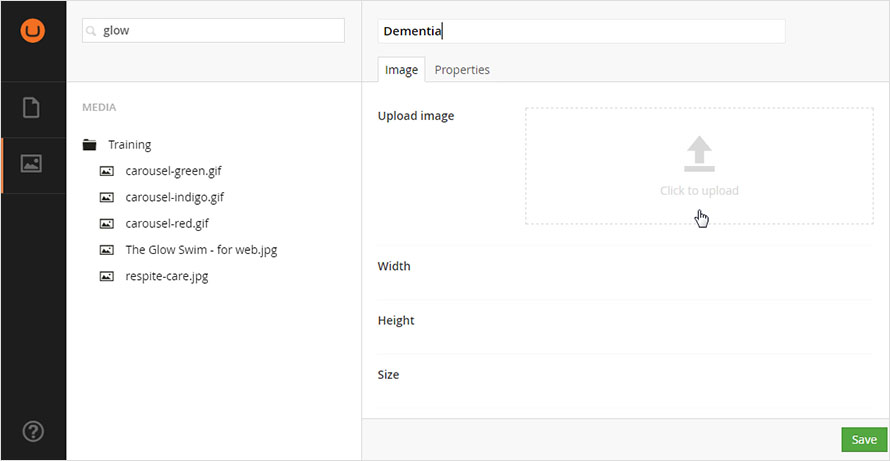 glow
MEDIA
Training
carousel-green.gif
carousel-indigo.gif
carousel-red.gif
The Glow Swim - for web.jpg
respite-care.jpg
Dementia
Image Properties
Upload image
Click to upload
Width
Height
Size
Save